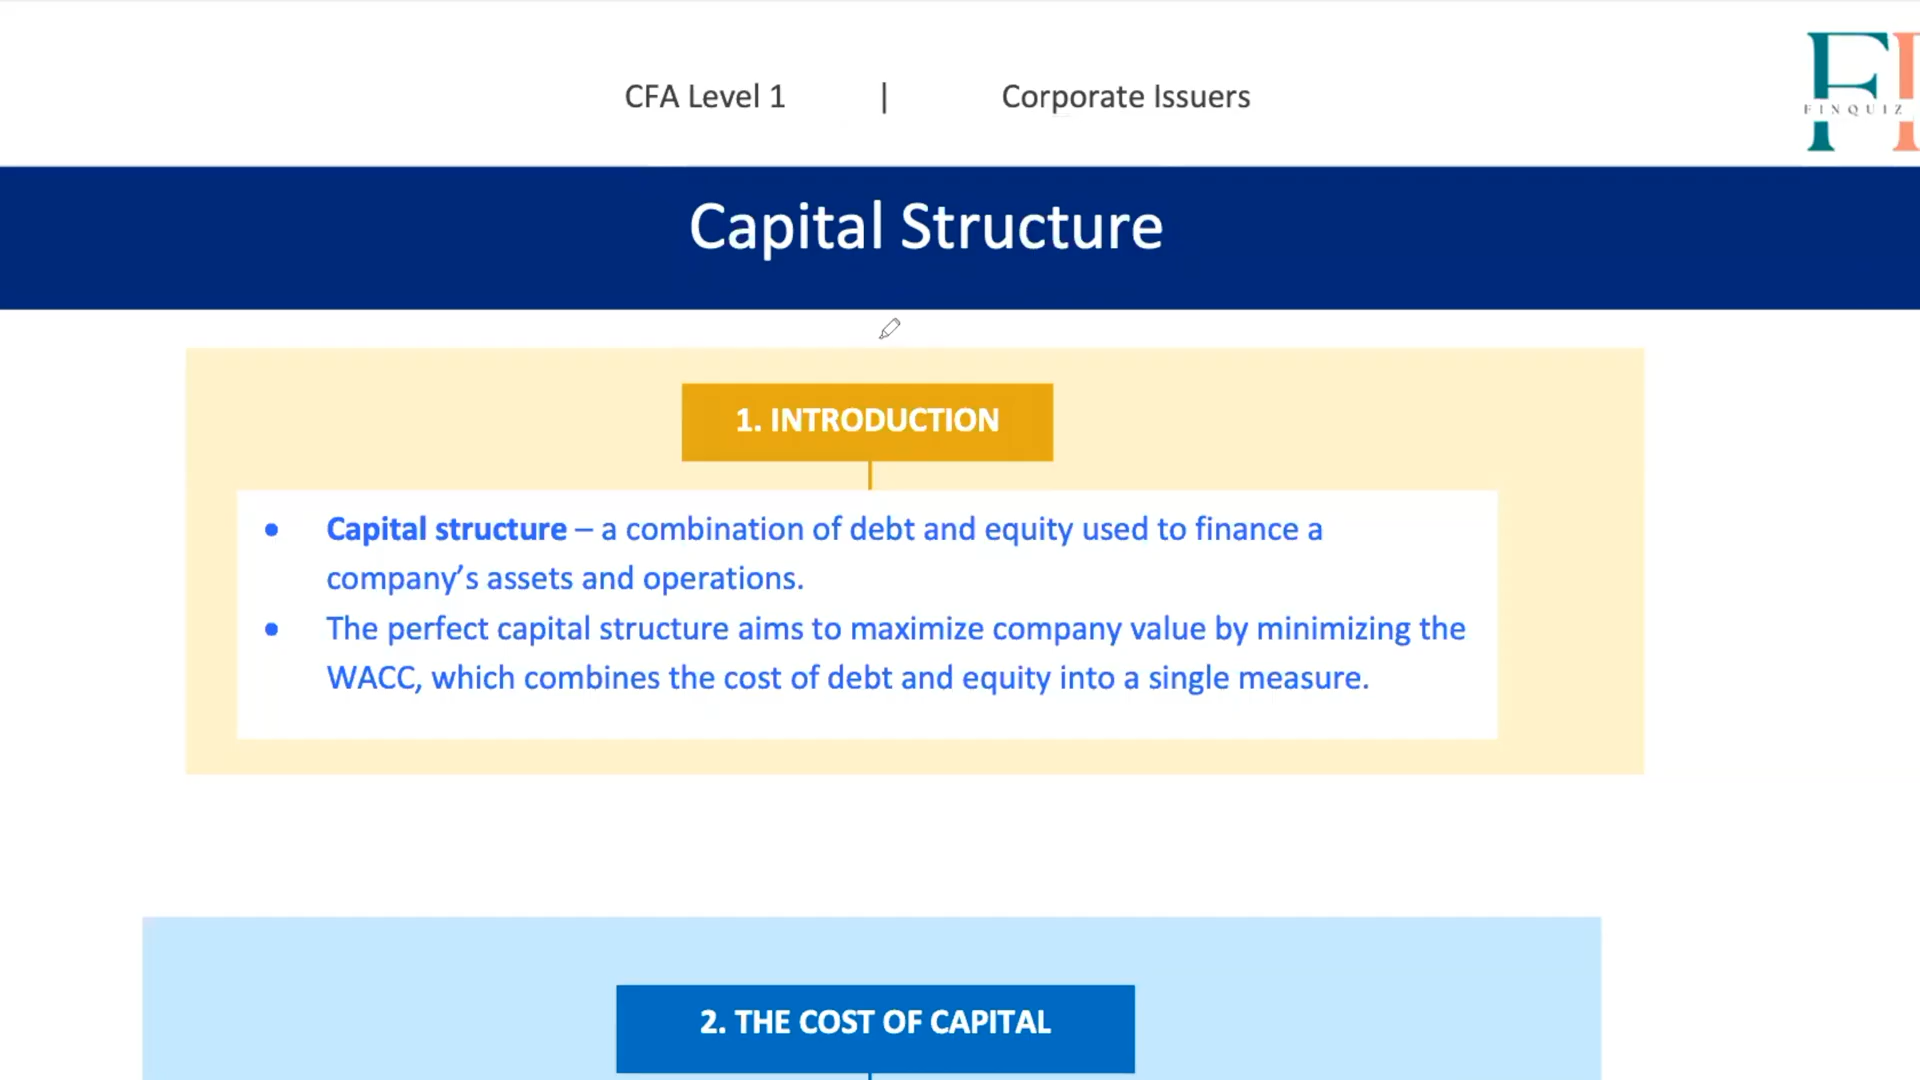 CFA Level 1 | Corporate Issuers
FINQUIZ
Capital Structure
1. INTRODUCTION
• Capital structure – a combination of debt and equity used to finance a
company’s assets and operations.
• The perfect capital structure aims to maximize company value by minimizing the
WACC, which combines the cost of debt and equity into a single measure.
2. THE COST OF CAPITAL